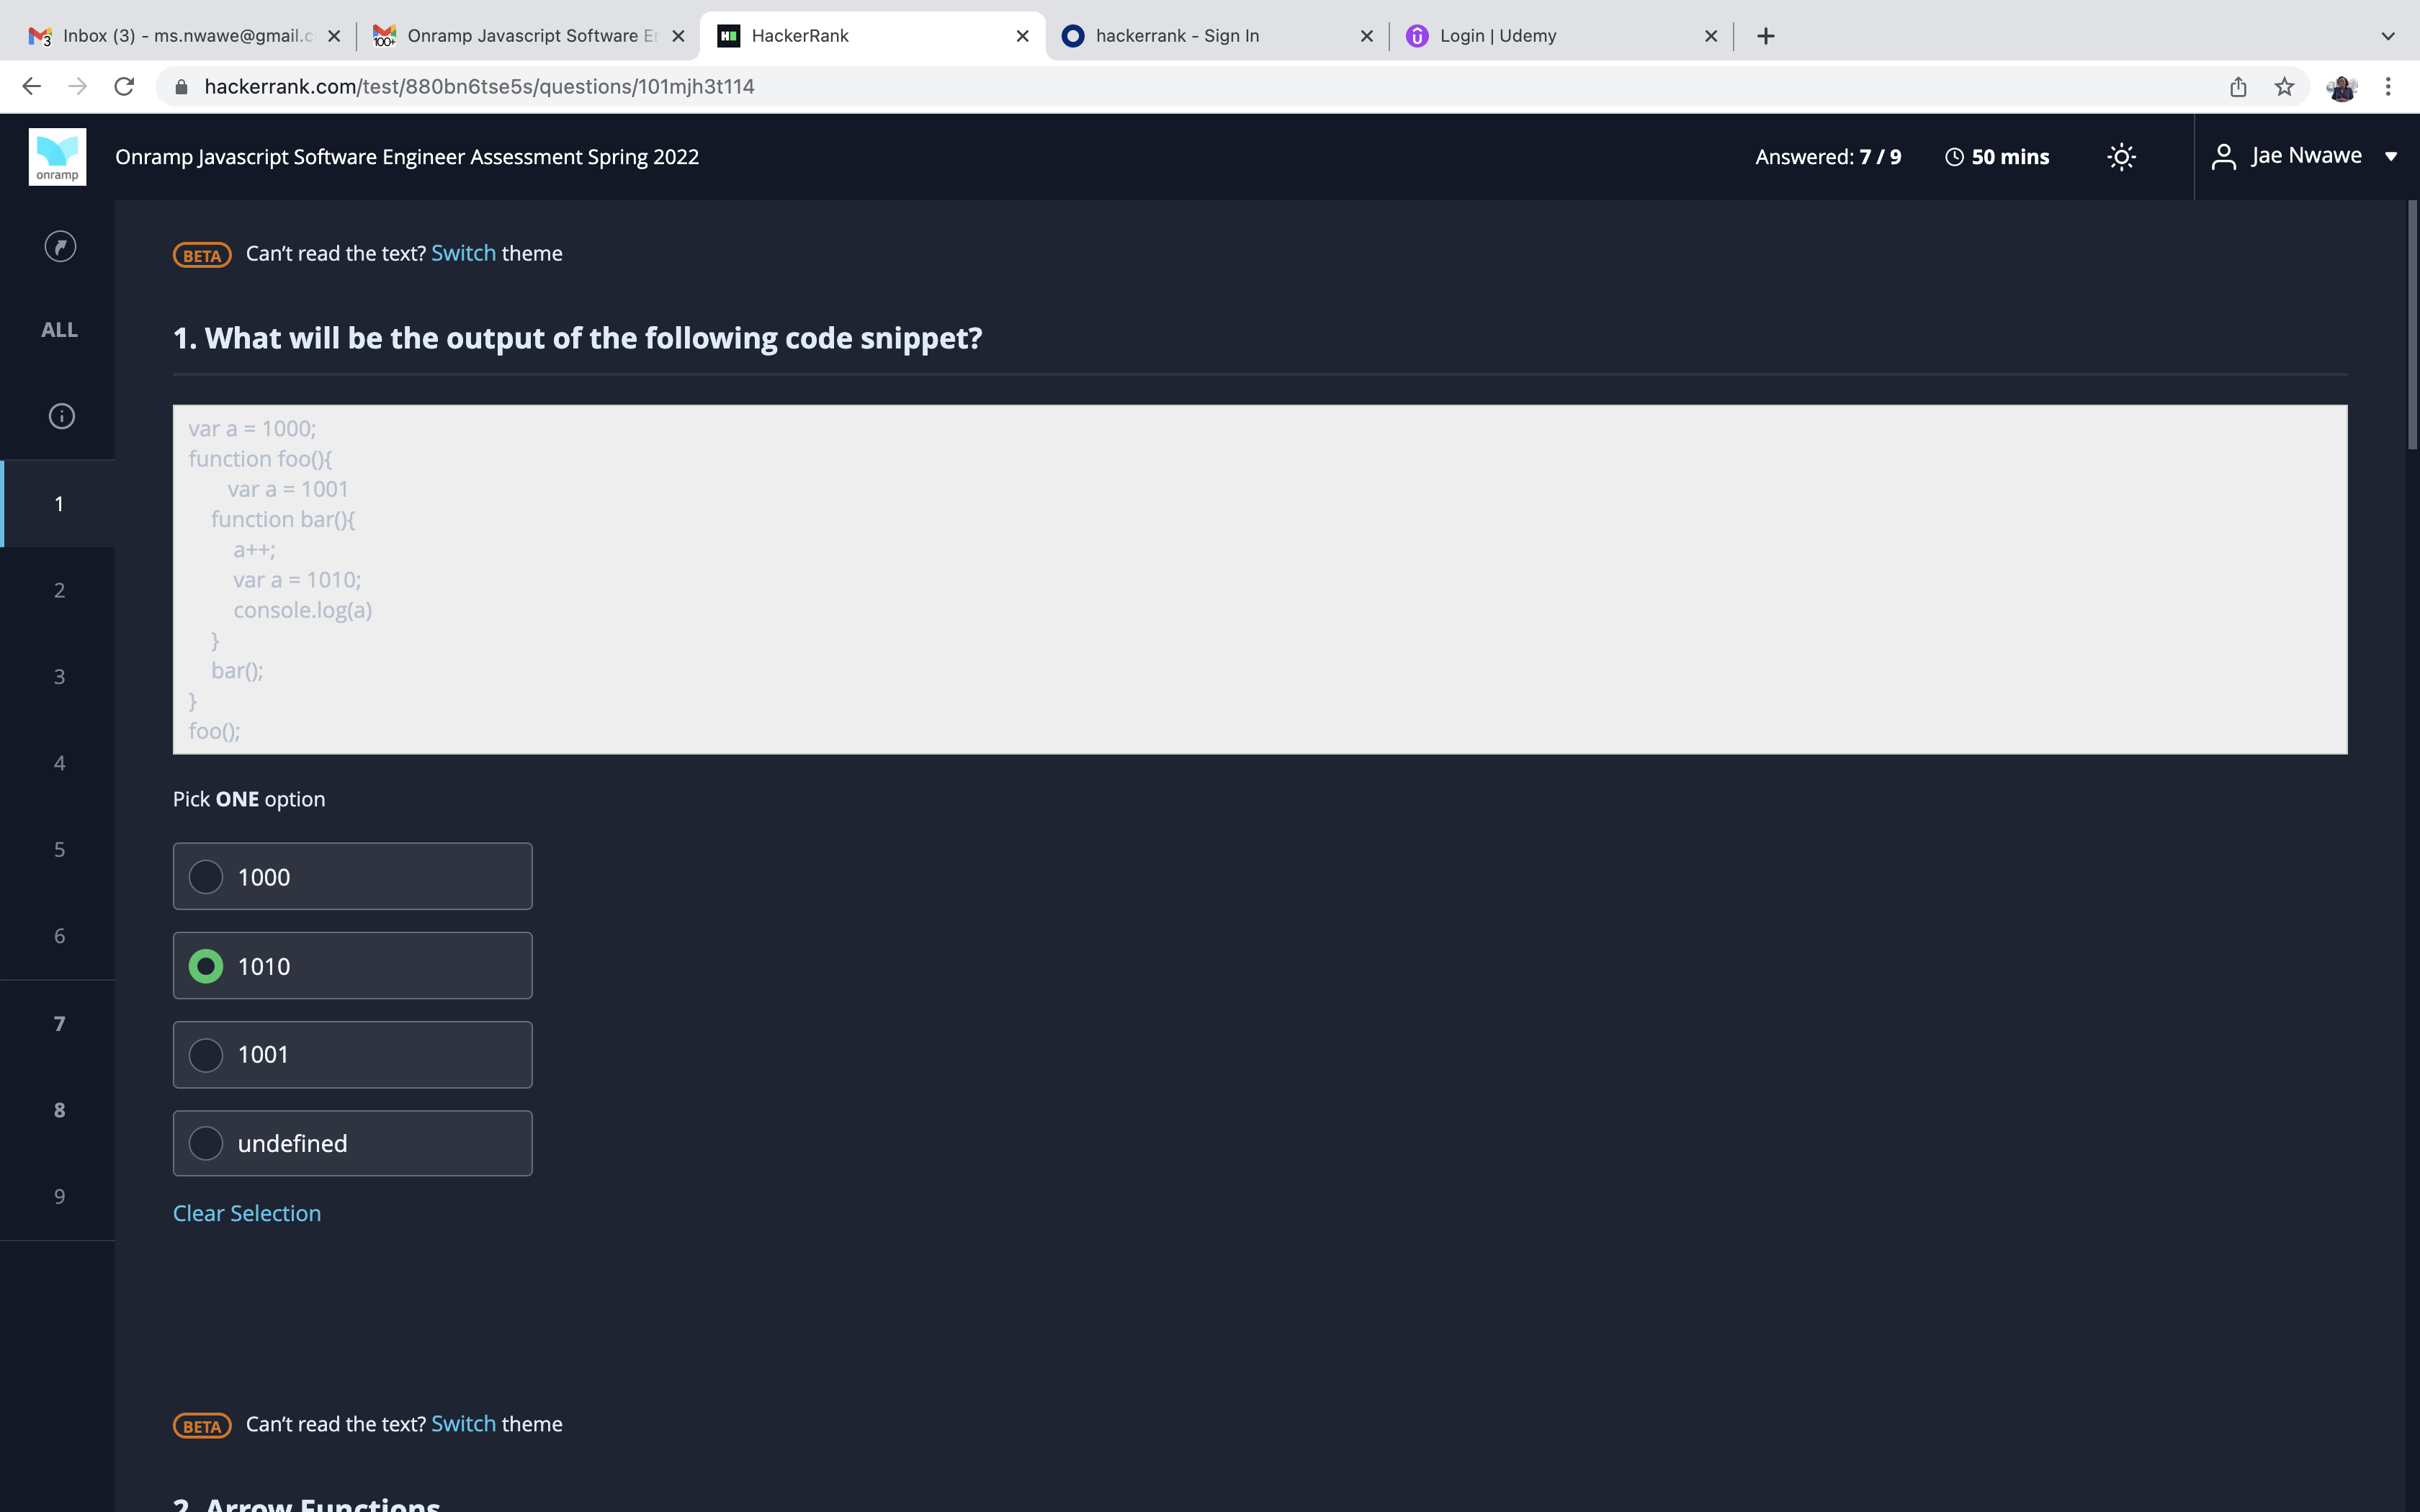 Inbox (3) - ms.nwawe@gmail.c
Onramp Javascript Software Er
HackerRank
hackerrank - Sign In
Login | Udemy
hackerrank.com/test/880bn6tse5s/questions/101mjh3t114
onramp
Onramp Javascript Software Engineer Assessment Spring 2022
Answered: 7 / 9
50 mins
Jae Nwawe
ALL
1
2
3
4
5
6
7
8
9
BETA Can't read the text? Switch theme
1. What will be the output of the following code snippet?
var a = 1000;
function foo(){
var a = 1001
function bar(){
a++;
var a = 1010;
console.log(a)
}
bar();
}
foo();
Pick ONE option
1000
1010
1001
undefined
Clear Selection
BETA Can't read the text? Switch theme
2. Arrow Functions